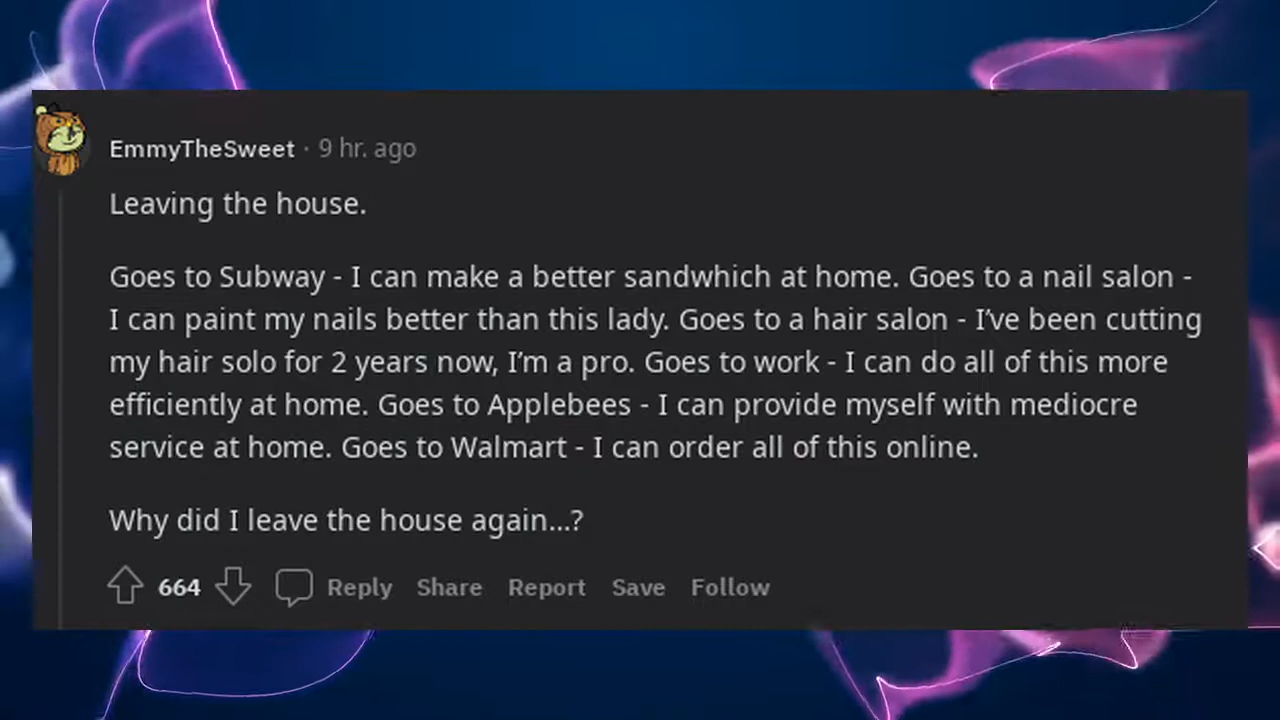 EmmyTheSweet · 9 hr. ago
Leaving the house.
Goes to Subway - I can make a better sandwhich at home. Goes to a nail salon -
I can paint my nails better than this lady. Goes to a hair salon - I’ve been cutting
my hair solo for 2 years now, I’m a pro. Goes to work - I can do all of this more
efficiently at home. Goes to Applebees - I can provide myself with mediocre
service at home. Goes to Walmart - I can order all of this online.
Why did I leave the house again...?
664 Reply Share Report Save Follow